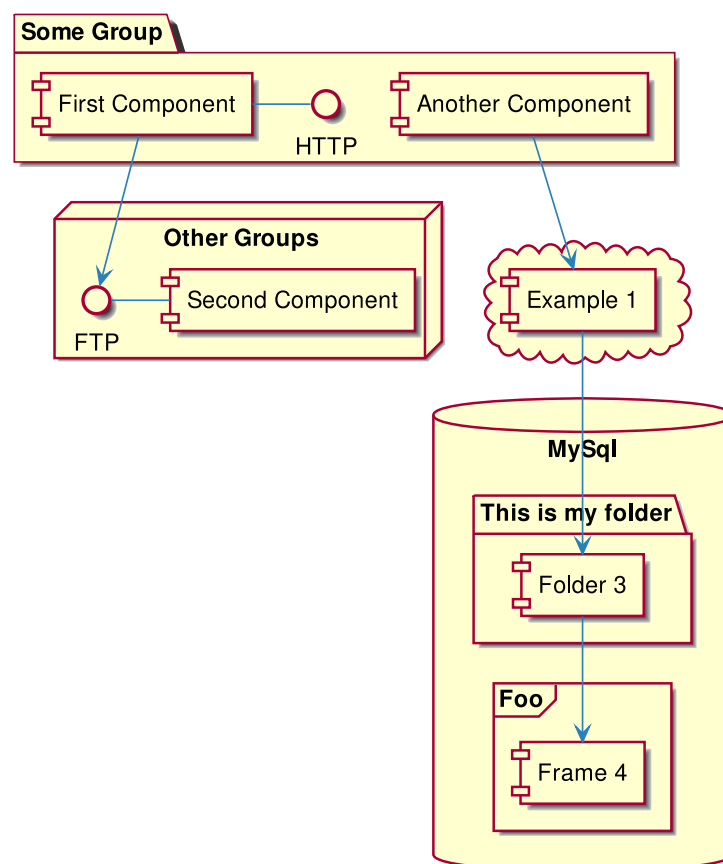 Some Group
First Component
Another Component
HTTP
Other Groups
Second Component
FTP
Example 1
MySql
This is my folder
Folder 3
Foo
Frame 4